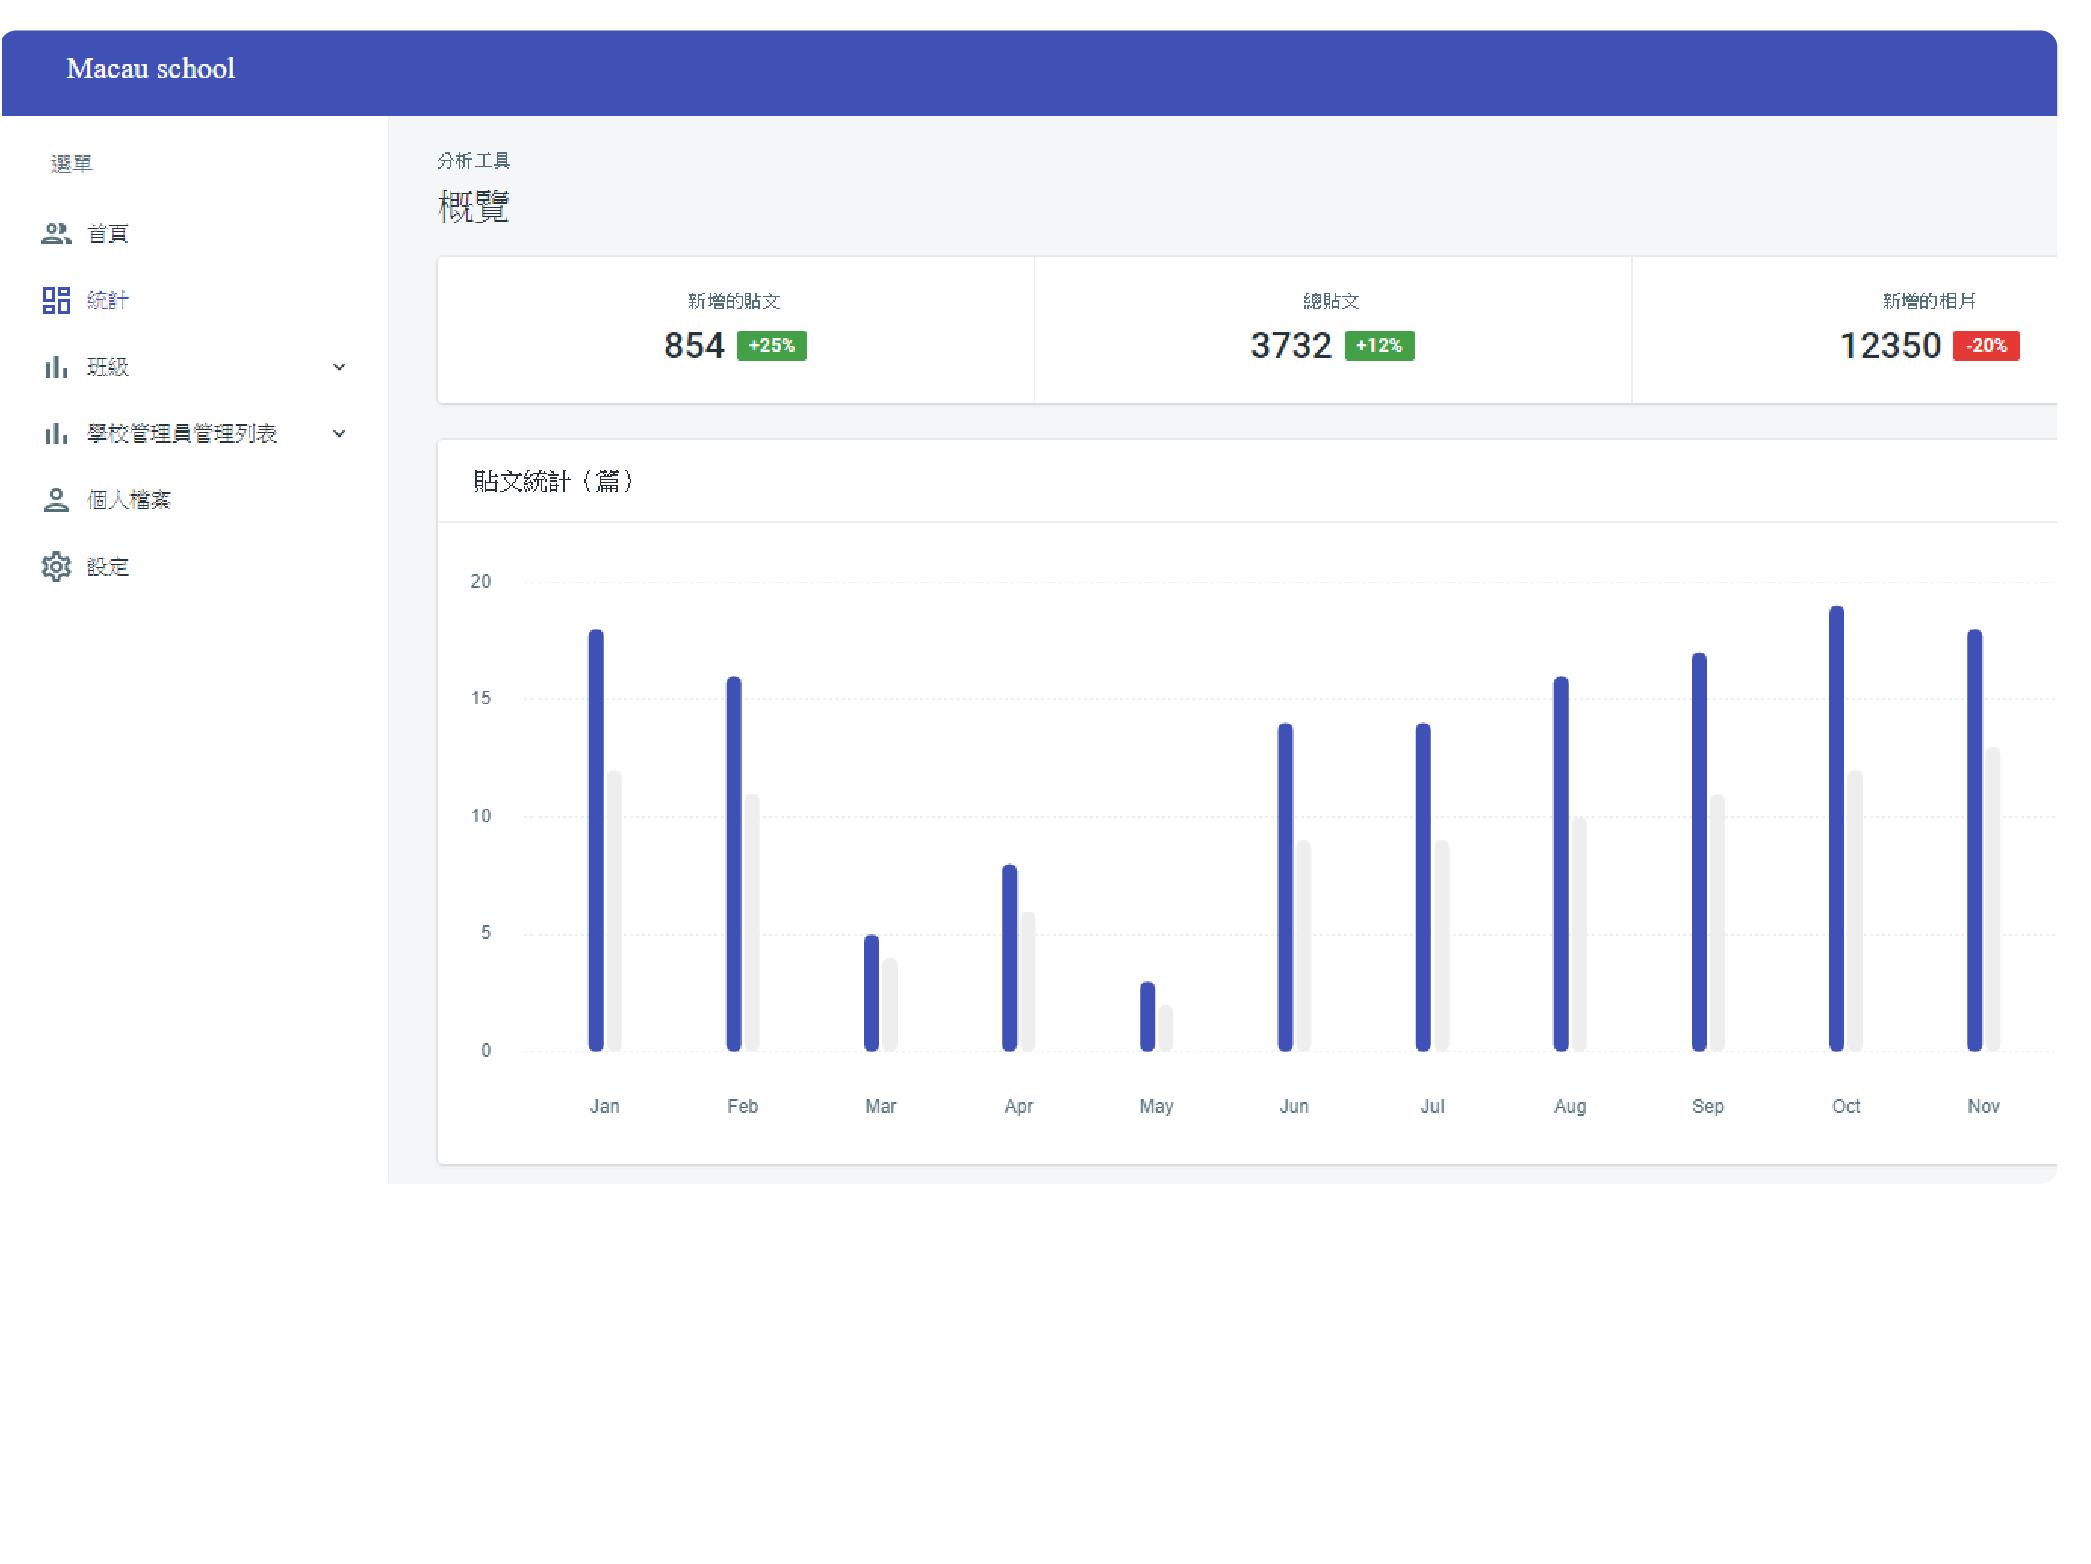 Macau school
選單
首頁
統計
班級
學校管理員管理列表
個人檔案
設定
分析工具
概覽
新增的貼文
854 +25%
總貼文
3732 +12%
新增的相片
12350 -20%
貼文統計（篇）
20
15
10
5
0
Jan Feb Mar Apr May Jun Jul Aug Sep Oct Nov